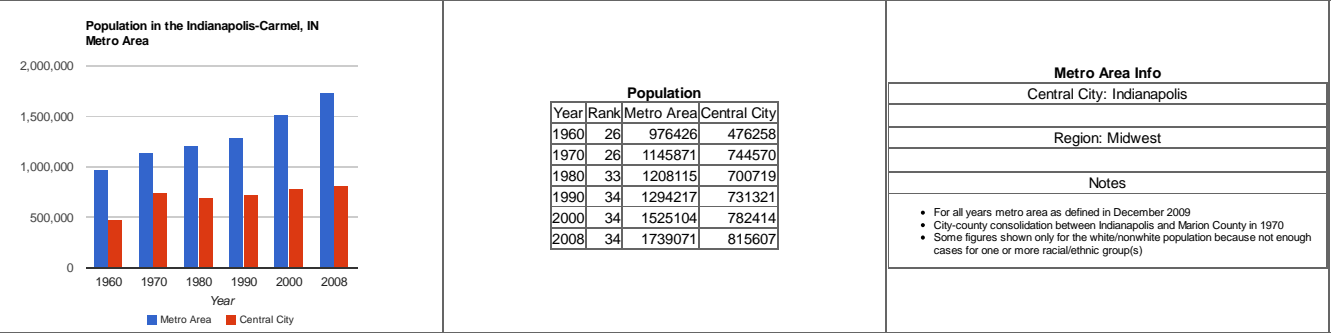 Population in the Indianapolis-Carmel, IN
Metro Area
2,000,000
1,500,000
1,000,000
500,000
0
1960 1970 1980 1990 2000 2008
Year
Metro Area Central City
Population
Year Rank Metro Area Central City
1960 26 976426 476258
1970 26 1145871 744570
1980 33 1208115 700719
1990 34 1294217 731321
2000 34 1525104 782414
2008 34 1739071 815607
Metro Area Info
Central City: Indianapolis
Region: Midwest
Notes
• For all years metro area as defined in December 2009
• City-county consolidation between Indianapolis and Marion County in 1970
• Some figures shown only for the white/nonwhite population because not enough
cases for one or more racial/ethnic group(s)